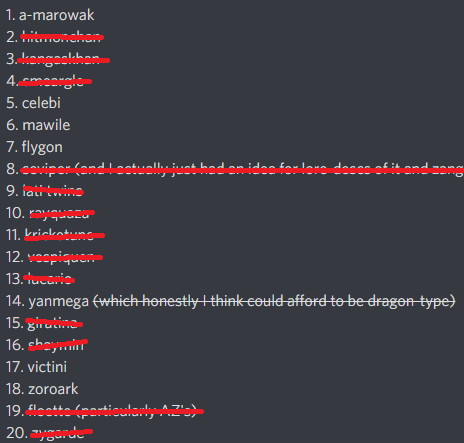 1. a-marowak
2. hitmonchan
3. kangaskhan
4. smeargle
5. celebi
6. mawile
7. flygon
8. seviper (and I actually just had an idea for lore-doses of it and zang
9. lati twins
10. rayquaza
11. kricketune
12. vespiquen
13. lucario
14. yanmega (which honestly I think could afford to be dragon-type)
15. giratina
16. shaymin
17. victini
18. zoroark
19. floette (particularly AZ's)
20. zygarde